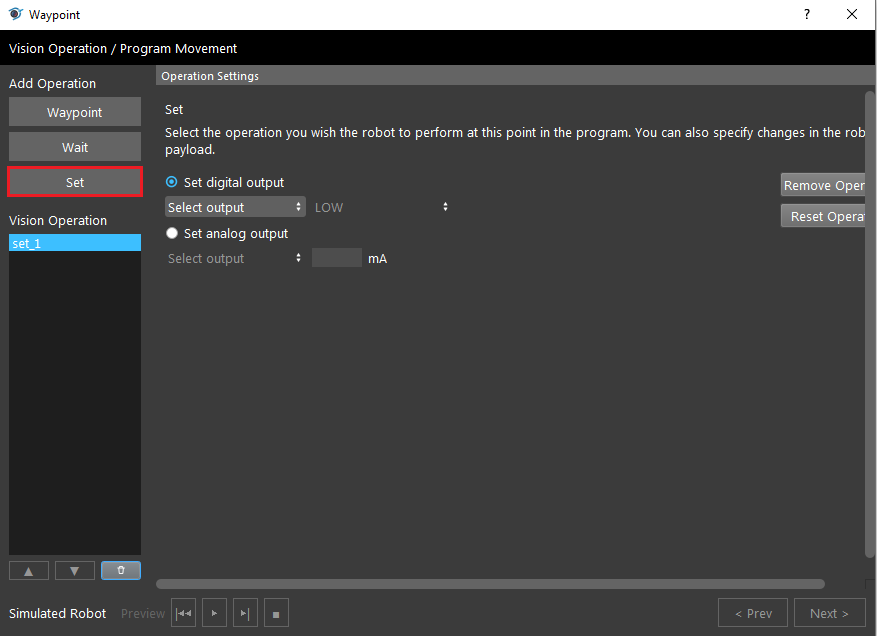 Waypoint
?
Vision Operation / Program Movement
Add Operation
Waypoint
Wait
Set
Vision Operation
set_1
Operation Settings
Set
Select the operation you wish the robot to perform at this point in the program. You can also specify changes in the rob
payload.
Set digital output
Select output LOW
Set analog output
Select output mA
Remove Oper
Reset Operat
Simulated Robot Preview
< Prev Next >